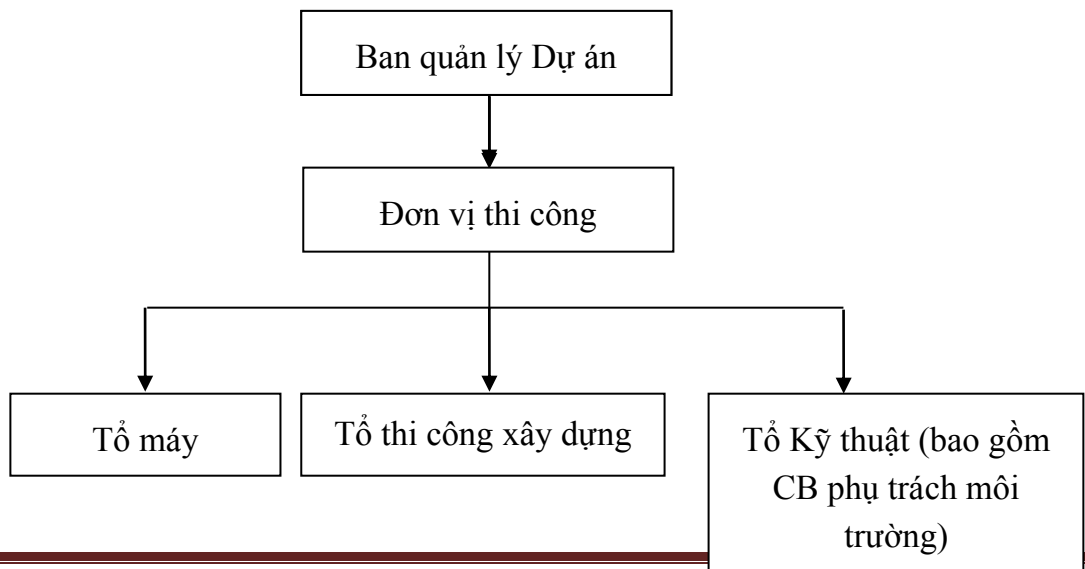 Ban quản lý Dự án
Đơn vị thi công
Tổ máy
Tổ thi công xây dựng
Tổ Kỹ thuật (bao gồm
CB phụ trách môi
trường)